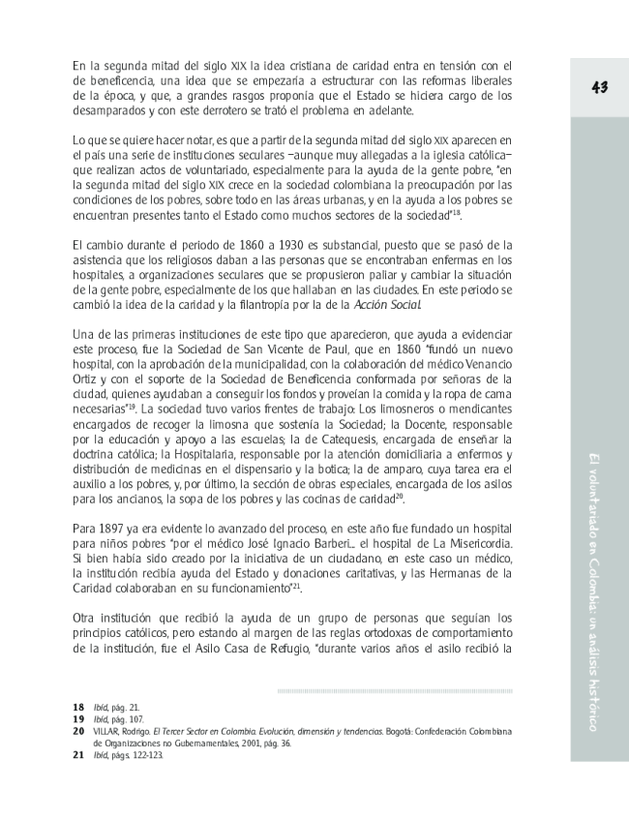 En la segunda mitad del siglo XIX la idea cristiana de caridad entra en tensión con el
de beneficencia, una idea que se empezaría a estructurar con las reformas liberales
de la época, y que, a grandes rasgos proponía que el Estado se hiciera cargo de los
desamparados y con este derrotero se trató el problema en adelante.
Lo que se quiere hacer notar, es que a partir de la segunda mitad del siglo XIX aparecen en
el país una serie de instituciones seculares –aunque muy allegadas a la iglesia católica–
que realizan actos de voluntariado, especialmente para la ayuda de la gente pobre, "en
la segunda mitad del siglo XIX crece en la sociedad colombiana la preocupación por las
condiciones de los pobres, sobre todo en las áreas urbanas, y en la ayuda a los pobres se
encuentran presentes tanto el Estado como muchos sectores de la sociedad"18.
El cambio durante el periodo de 1860 a 1930 es substancial, puesto que se pasó de la
asistencia que los religiosos daban a las personas que se encontraban enfermas en los
hospitales, a organizaciones seculares que se propusieron paliar y cambiar la situación
de la gente pobre, especialmente de los que hallaban en las ciudades. En este periodo se
cambió la idea de la caridad y la filantropía por la de la Acción Social.
Una de las primeras instituciones de este tipo que aparecieron, que ayuda a evidenciar
este proceso, fue la Sociedad de San Vicente de Paul, que en 1860 "fundó un nuevo
hospital, con la aprobación de la municipalidad, con la colaboración del médico Venancio
Ortiz y con el soporte de la Sociedad de Beneficencia conformada por señoras de la
ciudad, quienes ayudaban a conseguir los fondos y proveían la comida y la ropa de cama
necesarias"19. La sociedad tuvo varios frentes de trabajo: Los limosneros o mendicantes
encargados de recoger la limosna que sostenía la Sociedad; la Docente, responsable
por la educación y apoyo a las escuelas; la de Catequesis, encargada de enseñar la
doctrina católica; la Hospitalaria, responsable por la atención domiciliaria a enfermos y
distribución de medicinas en el dispensario y la botica; la de amparo, cuya tarea era el
auxilio a los pobres, y, por último, la sección de obras especiales, encargada de los asilos
para los ancianos, la sopa de los pobres y las cocinas de caridad20.
Para 1897 ya era evidente lo avanzado del proceso, en este año fue fundado un hospital
para niños pobres "por el médico José Ignacio Barberi... el hospital de La Misericordia.
Si bien había sido creado por la iniciativa de un ciudadano, en este caso un médico,
la institución recibía ayuda del Estado y donaciones caritativas, y las Hermanas de la
Caridad colaboraban en su funcionamiento"21.
Otra institución que recibió la ayuda de un grupo de personas que seguían los
principios católicos, pero estando al margen de las reglas ortodoxas de comportamiento
de la institución, fue el Asilo Casa de Refugio, "durante varios años el asilo recibió la
18 Ibíd, pág. 21.
19 Ibíd, pág. 107.
20 VILLAR, Rodrigo. El Tercer Sector en Colombia. Evolución, dimensión y tendencias. Bogotá: Confederación Colombiana
de Organizaciones no Gubernamentales, 2001, pág. 36.
21 Ibíd, págs. 122-123.
43
El voluntariado en Colombia: un análisis histórico